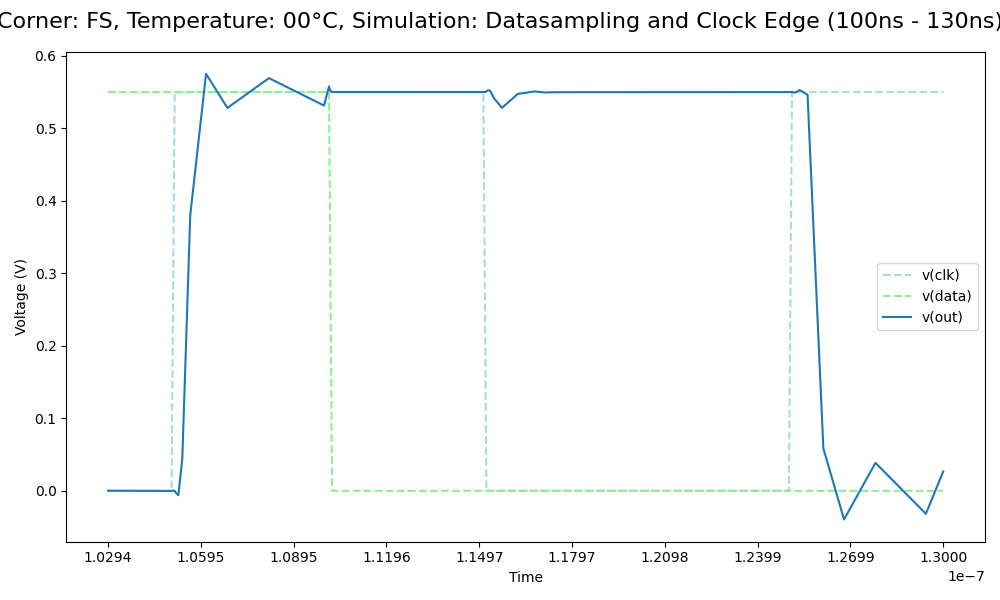 Corner: FS, Temperature: 00°C, Simulation: Datasampling and Clock Edge (100ns - 130ns)
0.6
0.5
0.4
0.3
0.2
0.1
0.0
Voltage (V)
v(clk)
v(data)
v(out)
1.0294 1.0595 1.0895 1.1196 1.1497 1.1797 1.2098 1.2399 1.2699 1.3000
1e−7
Time